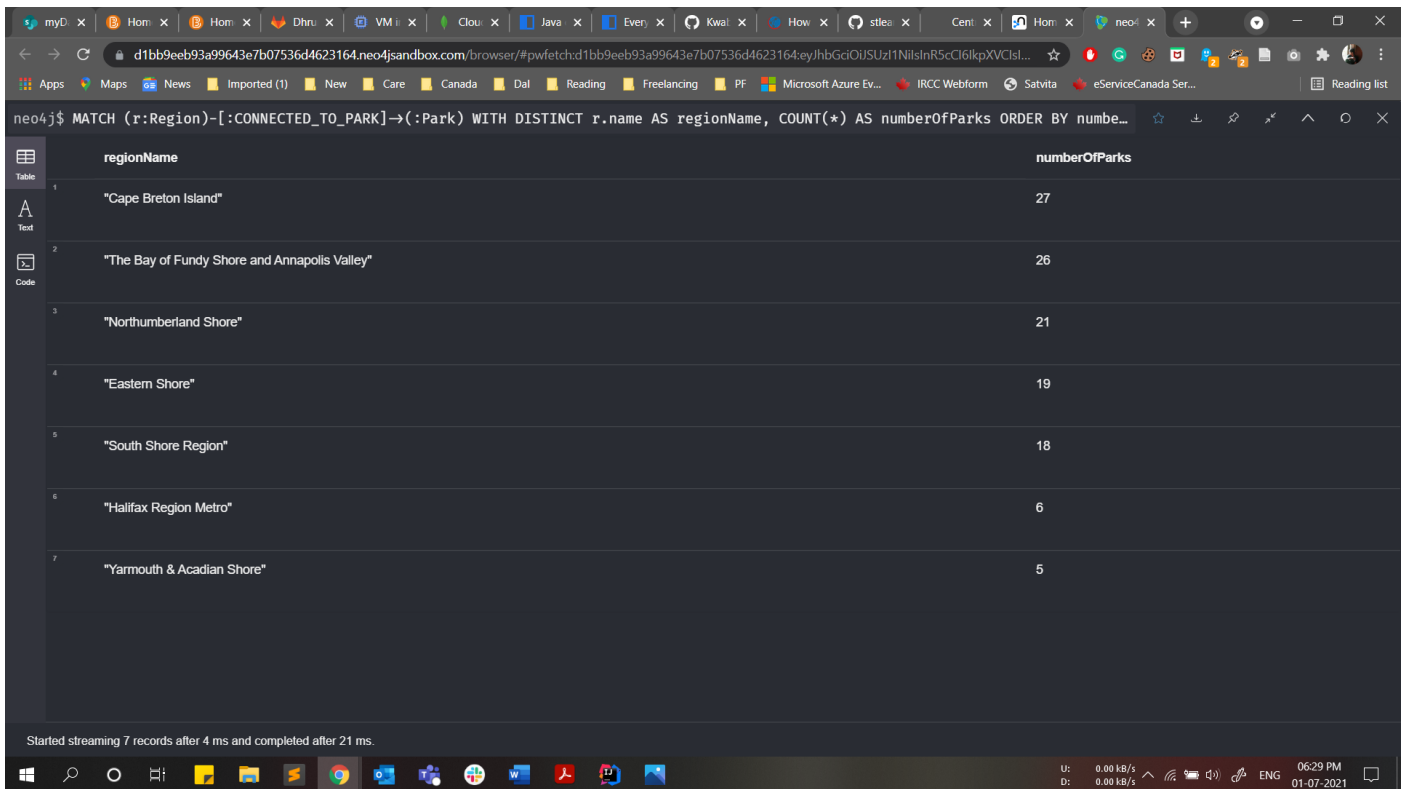 myD
Hom
Hom
Dhru
VM i
Clou
Java
Every
Kwab
How
stlea
Cent
Hom
neo4
d1bb9eeb93a99643e7b07536d4623164.neo4jsandbox.com/browser/#pwfetch:d1bb9eeb93a99643e7b07536d4623164:eyJhbGciOiJSUzI1NiIsInR5cCI6IkpXVCIsI...
Apps Maps News Imported (1) New Care Canada Dal Reading Freelancing PF Microsoft Azure Ev... IRCC Webform Satvita eServiceCanada Ser... Reading list
neo4j$ MATCH (r:Region)-[:CONNECTED_TO_PARK]→(:Park) WITH DISTINCT r.name AS regionName, COUNT(*) AS numberOfParks ORDER BY numbe…
Table
Text
Code
regionName numberOfParks
1 "Cape Breton Island" 27
2 "The Bay of Fundy Shore and Annapolis Valley" 26
3 "Northumberland Shore" 21
4 "Eastern Shore" 19
5 "South Shore Region" 18
6 "Halifax Region Metro" 6
7 "Yarmouth & Acadian Shore" 5
Started streaming 7 records after 4 ms and completed after 21 ms.
U: 0.00 kB/s
D: 0.00 kB/s
ENG
06:29 PM
01-07-2021